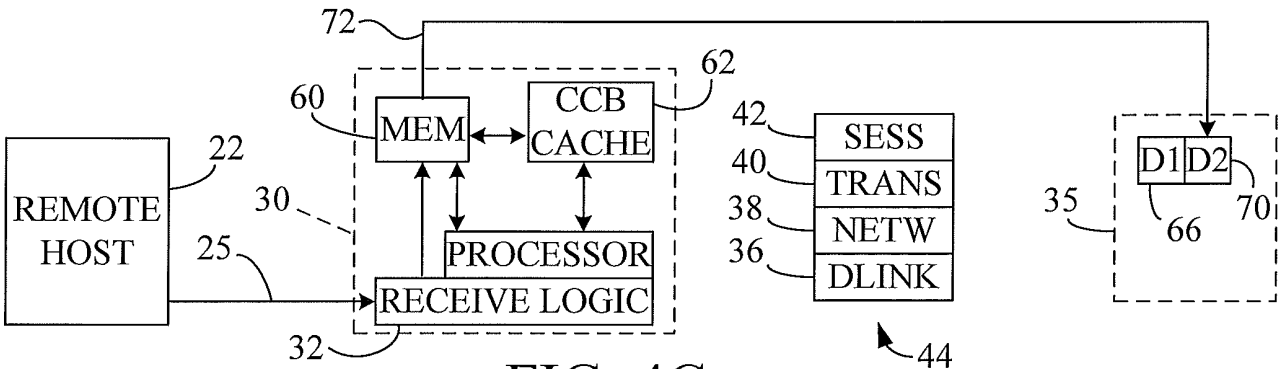 72
60
MEM
CCB
CACHE
62
42
SESS
22
40
TRANS
D1 D2
REMOTE
HOST
30
38
NETW
35
66
70
25
PROCESSOR
36
DLINK
RECEIVE LOGIC
32
44